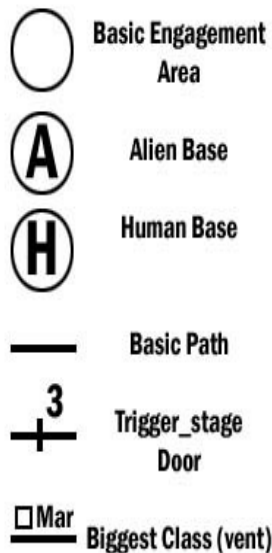 Basic Engagement
Area
A
Alien Base
H
Human Base
Basic Path
3
Trigger_stage
Door
Mar
Biggest Class (vent)